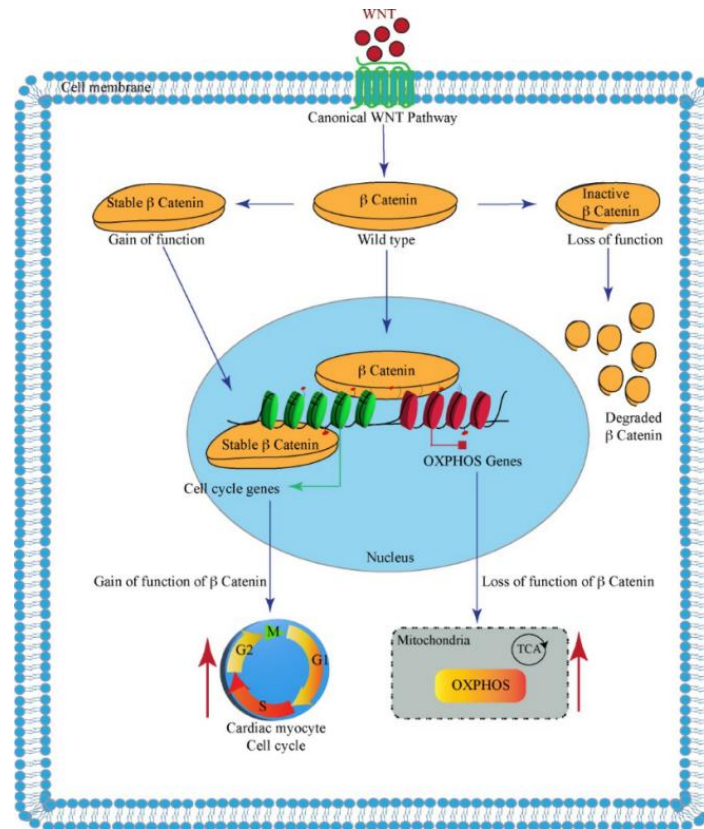 WNT
Cell membrane
Canonical WNT Pathway
Stable β Catenin
Gain of function
β Catenin
Wild type
Inactive
β Catenin
Loss of function
Degraded
β Catenin
β Catenin
Stable β Catenin
OXPHOS Genes
Cell cycle genes
Nucleus
Gain of function of β Catenin
Loss of function of β Catenin
M
G2
G1
S
Cardiac myocyte
Cell cycle
Mitochondria
TCA
OXPHOS